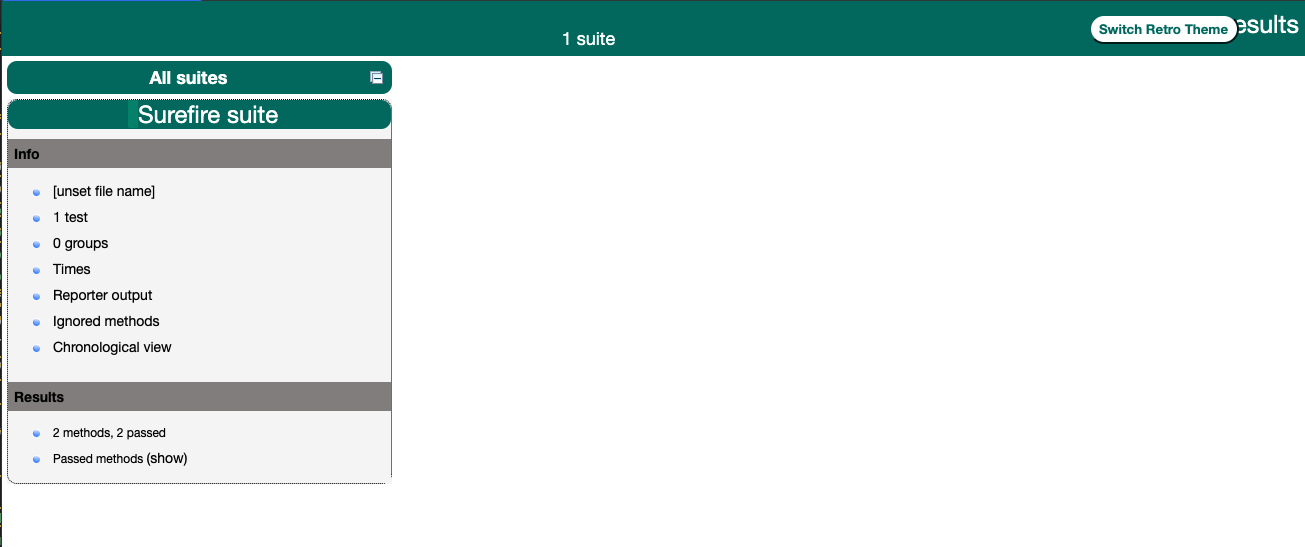 1 suite
Switch Retro Theme
esults
All suites
Surefire suite
Info
[unset file name]
1 test
0 groups
Times
Reporter output
Ignored methods
Chronological view
Results
2 methods, 2 passed
Passed methods (show)